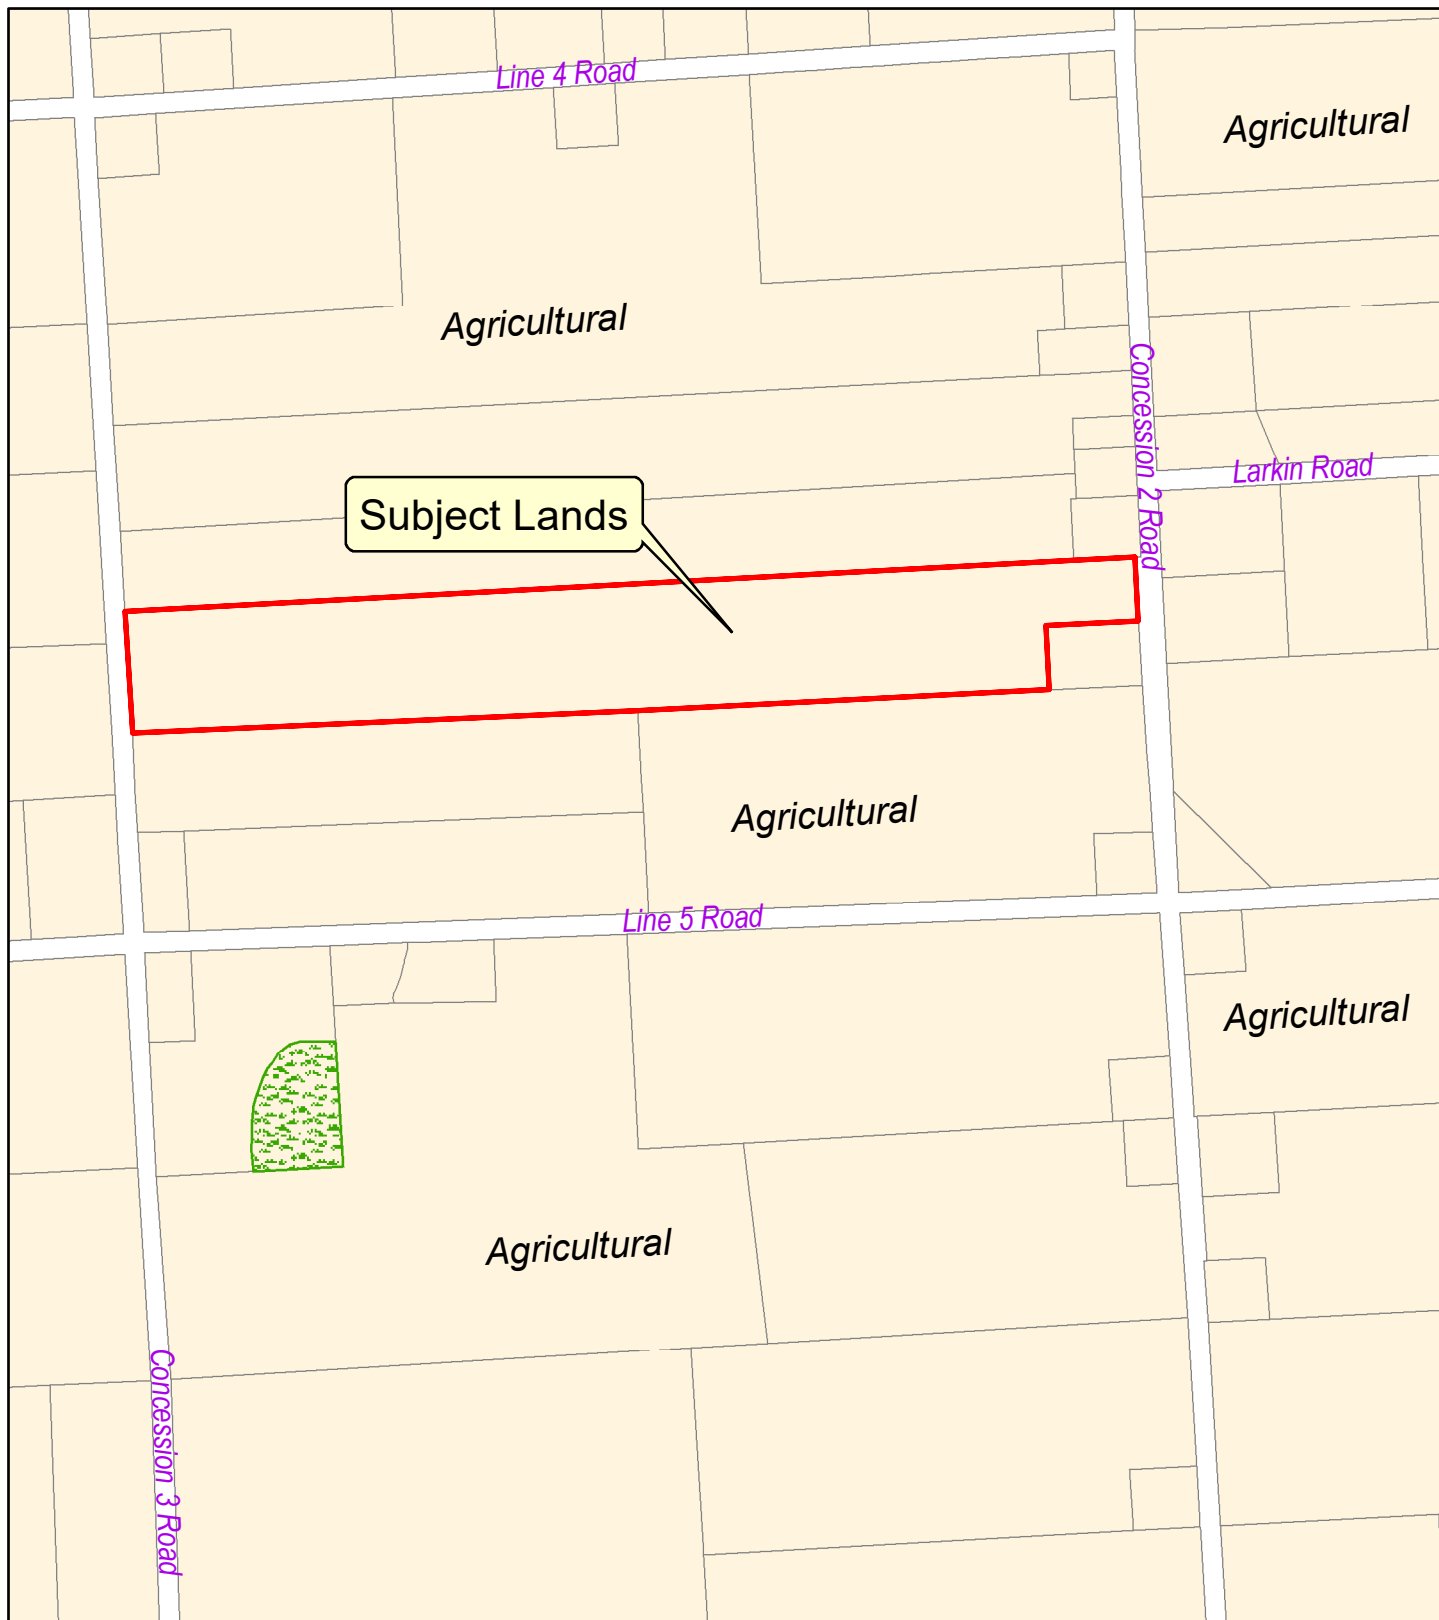 Line 4 Road
Agricultural
Agricultural
Concession 2 Road
Larkin Road
Subject Lands
Agricultural
Line 5 Road
Agricultural
Agricultural
Concession 3 Road